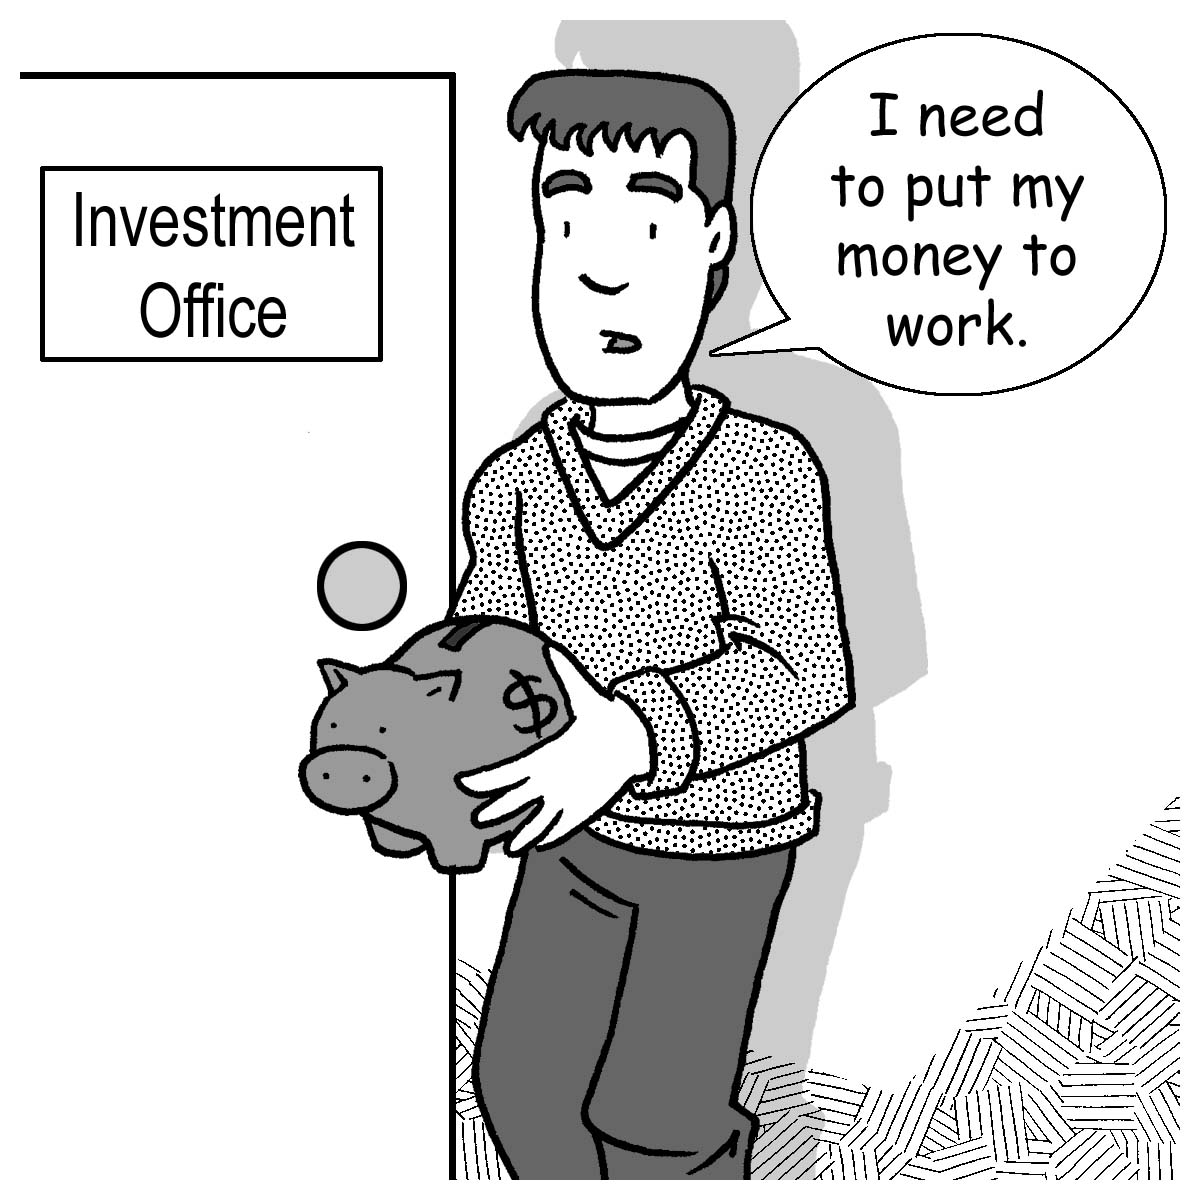 Investment
Office
I need
to put my
money to
work.
$